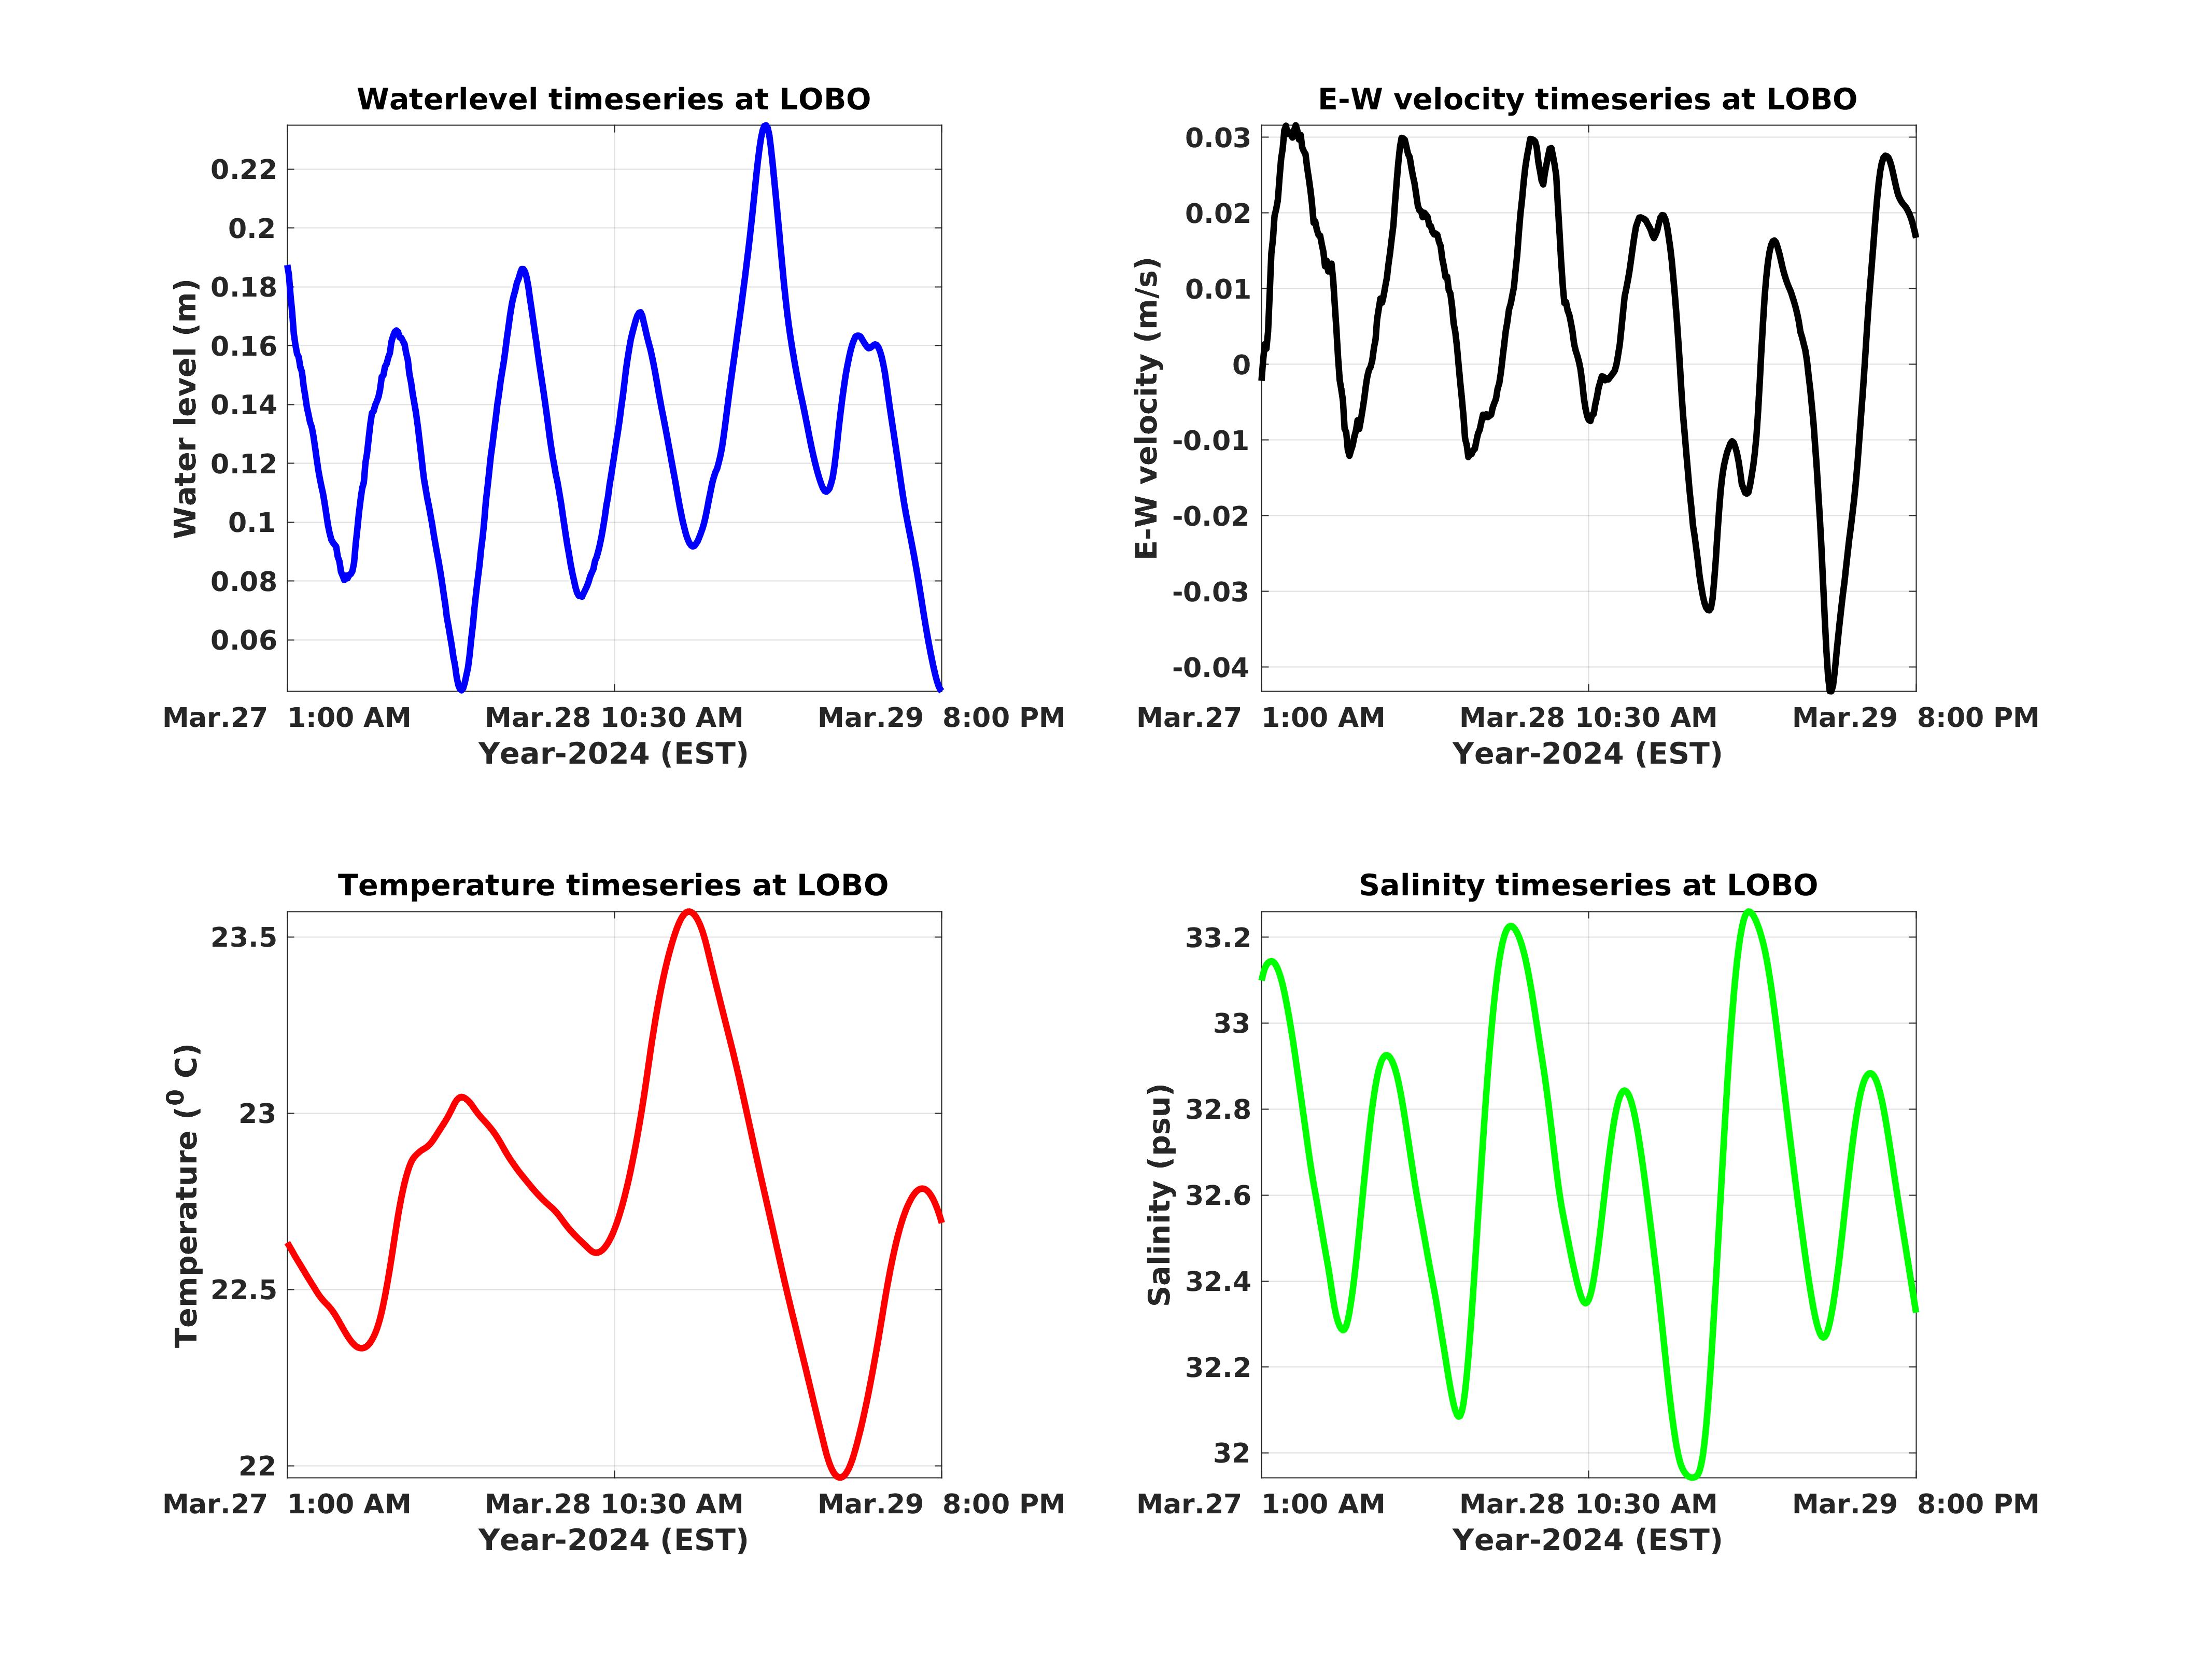 Waterlevel timeseries at LOBO
0.22
0.2
0.18
0.16
0.14
0.12
0.1
0.08
0.06
Water level (m)
Mar.27 1:00 AM Mar.28 10:30 AM Mar.29 8:00 PM
Year-2024 (EST)
E-W velocity timeseries at LOBO
0.03
0.02
0.01
0
-0.01
-0.02
-0.03
-0.04
E-W velocity (m/s)
Mar.27 1:00 AM Mar.28 10:30 AM Mar.29 8:00 PM
Year-2024 (EST)
Temperature timeseries at LOBO
23.5
23
22.5
22
Temperature (⁰ C)
Mar.27 1:00 AM Mar.28 10:30 AM Mar.29 8:00 PM
Year-2024 (EST)
Salinity timeseries at LOBO
33.2
33
32.8
32.6
32.4
32.2
32
Salinity (psu)
Mar.27 1:00 AM Mar.28 10:30 AM Mar.29 8:00 PM
Year-2024 (EST)